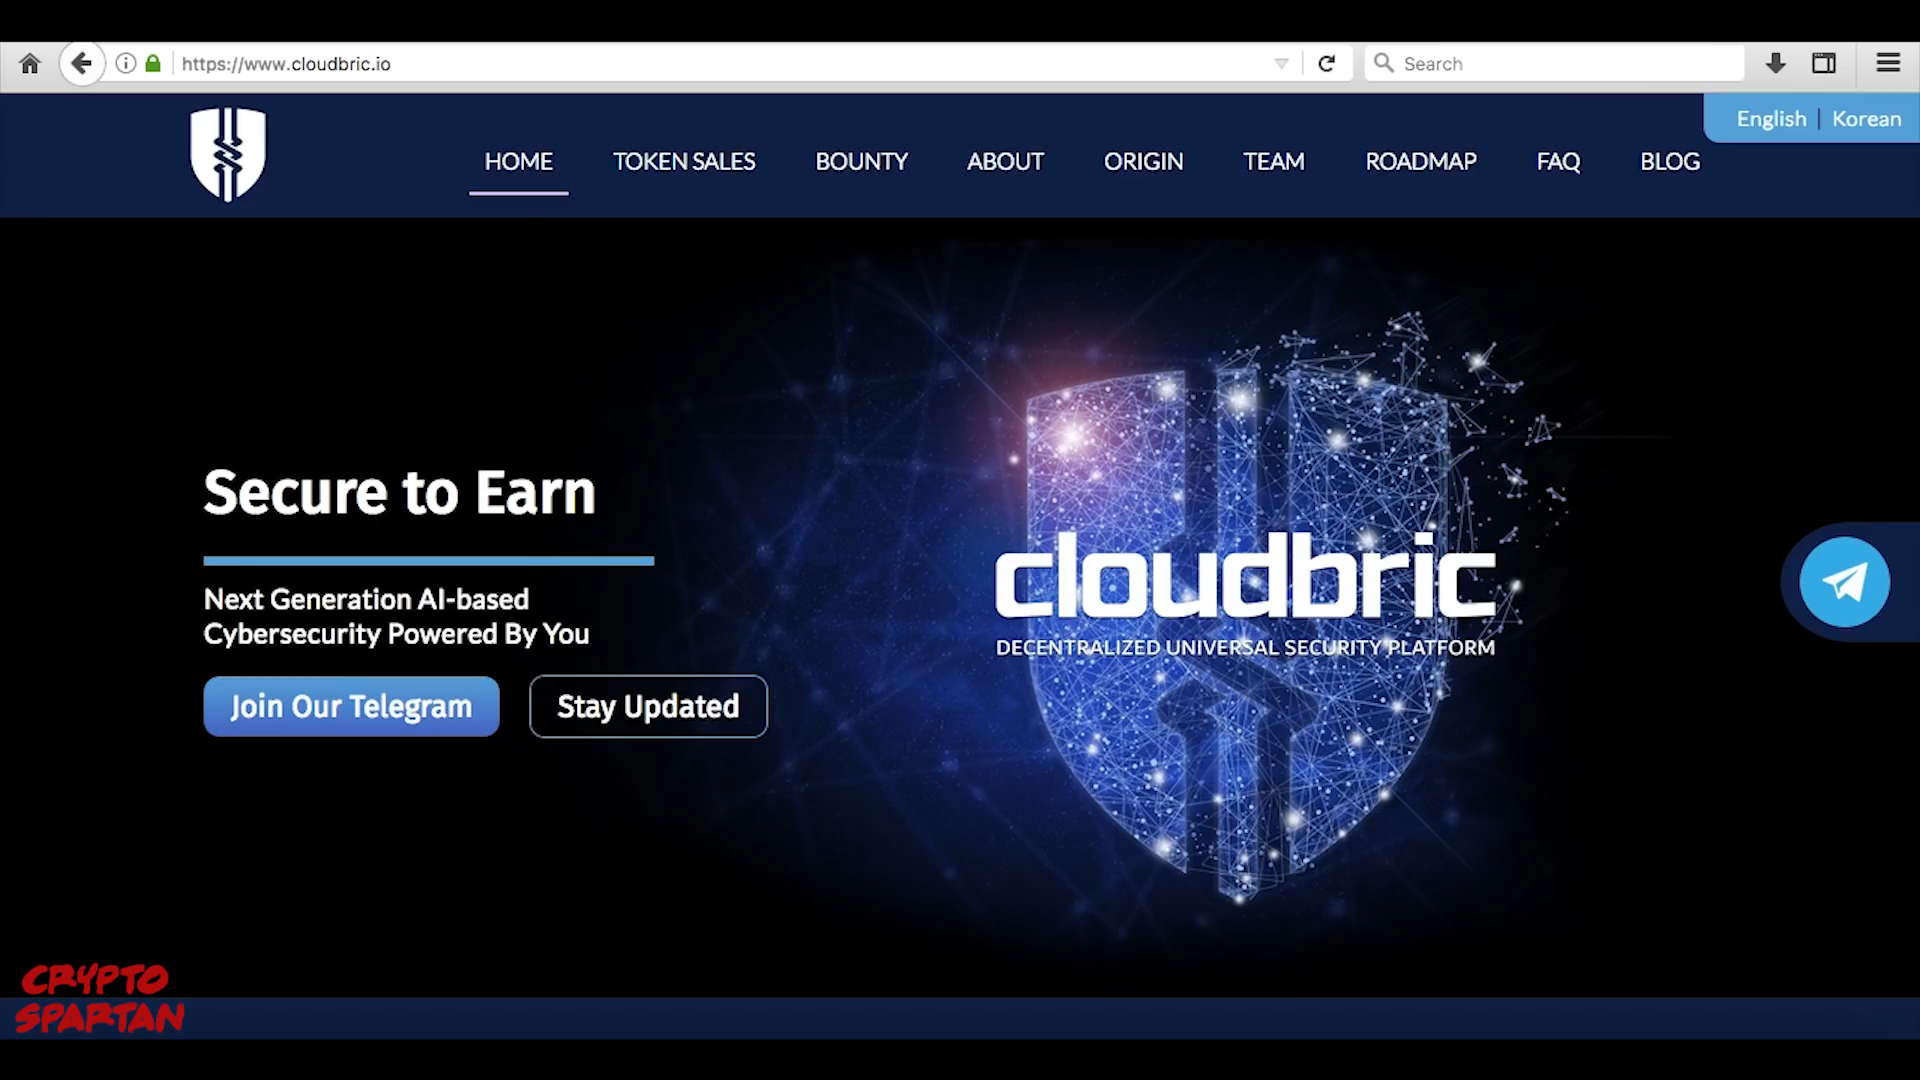 https://www.cloudbric.io
Search
English | Korean
HOME TOKEN SALES BOUNTY ABOUT ORIGIN TEAM ROADMAP FAQ BLOG
Secure to Earn
Next Generation AI-based
Cybersecurity Powered By You
Join Our Telegram Stay Updated
cloudbric
DECENTRALIZED UNIVERSAL SECURITY PLATFORM
CRYPTO
SPARTAN